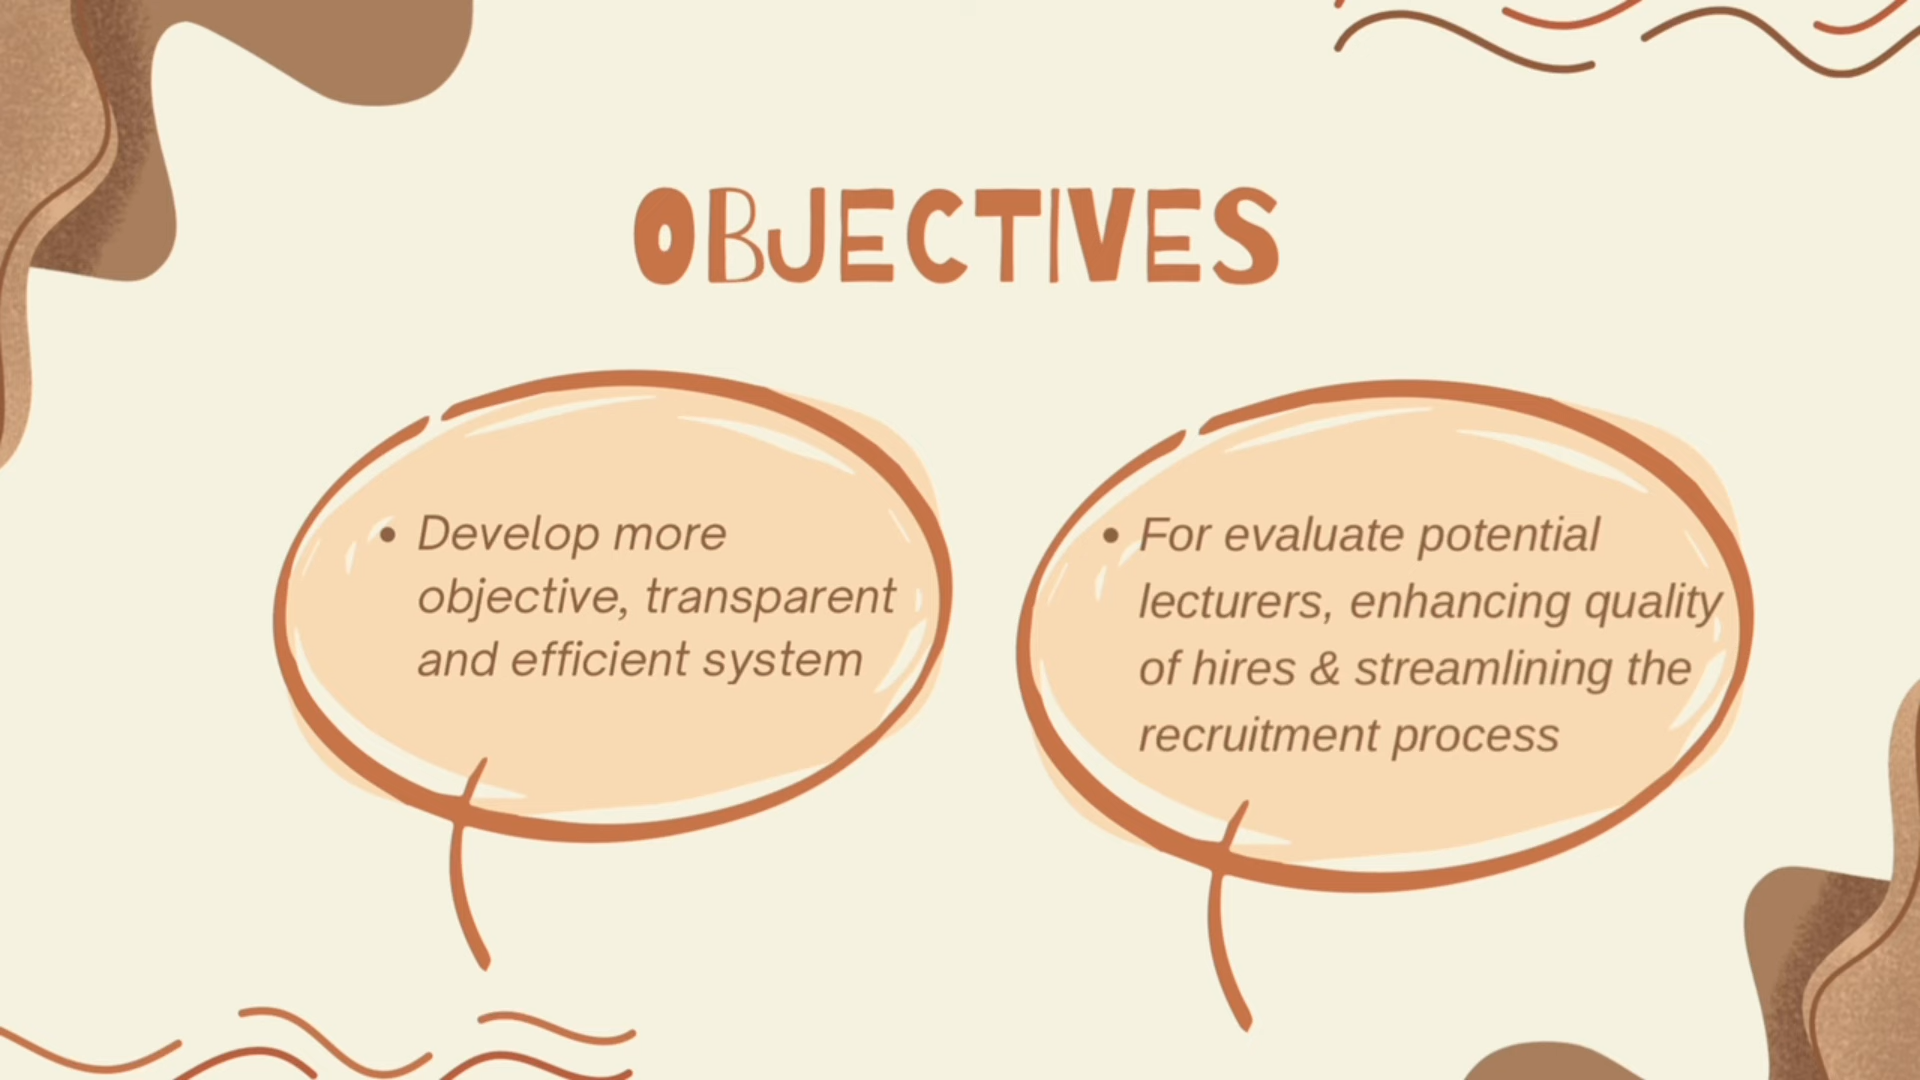 OBJECTIVES
• Develop more
objective, transparent
and efficient system
• For evaluate potential
lecturers, enhancing quality
of hires & streamlining the
recruitment process